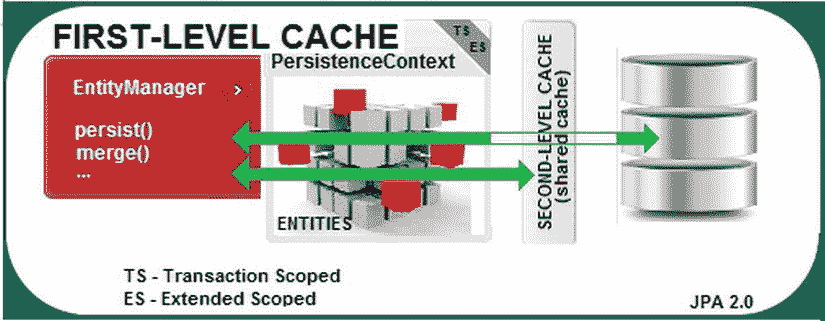 FIRST-LEVEL CACHE
TS
ES
PersistenceContext
EntityManager >
persist()
merge()
...
ENTITIES
SECOND-LEVEL CACHE
(shared cache)
TS - Transaction Scoped
ES - Extended Scoped
JPA 2.0